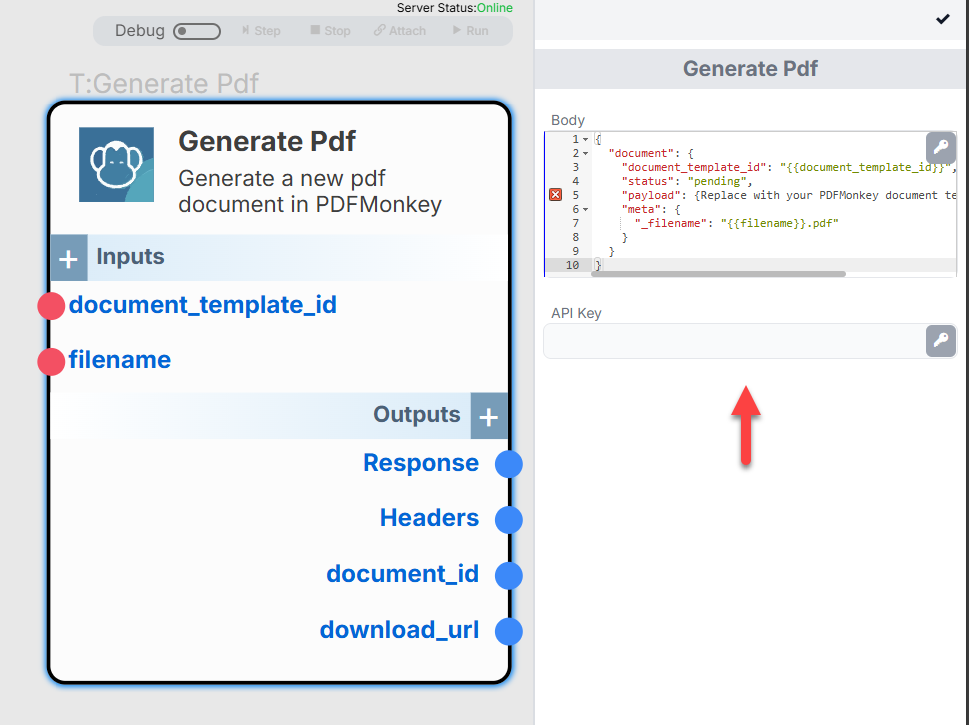 Server Status:Online
Debug Step Stop Attach Run
T:Generate Pdf
Generate Pdf
Generate a new pdf
document in PDFMonkey
Inputs
document_template_id
filename
Outputs
Response
Headers
document_id
download_url
Generate Pdf
Body
1 {
2 "document": {
3 "document_template_id": "{{document_template_id}}",
4 "status": "pending",
5 "payload": {Replace with your PDFMonkey document te
6 "meta": {
7 "_filename": "{{filename}}.pdf"
8 }
9 }
10 }
API Key